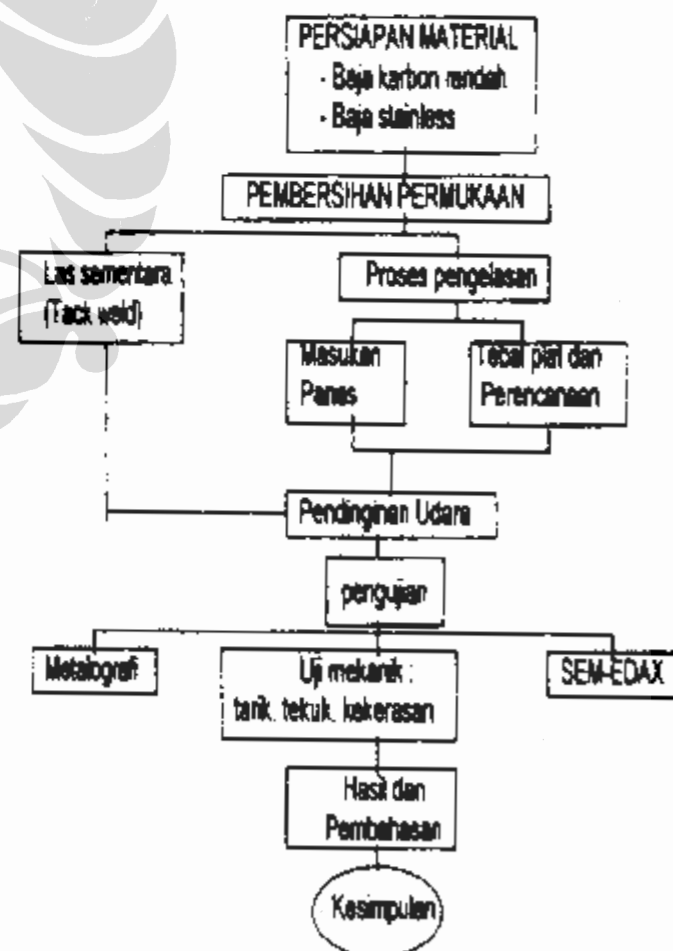 PERSIAPAN MATERIAL
- Baja karbon rendah
- Baja stainless
PEMBERSIHAN PERMUKAAN
Las sementara
(Tack weld)
Proses pengelasan
Masukan
Panas
Tebal plat dan
Perencanaan
Pendinginan Udara
pengujian
Metalografi
Uji mekanik :
tarik, tekuk, kekerasan
SEM-EDAX
Hasil dan
Pembahasan
Kesimpulan